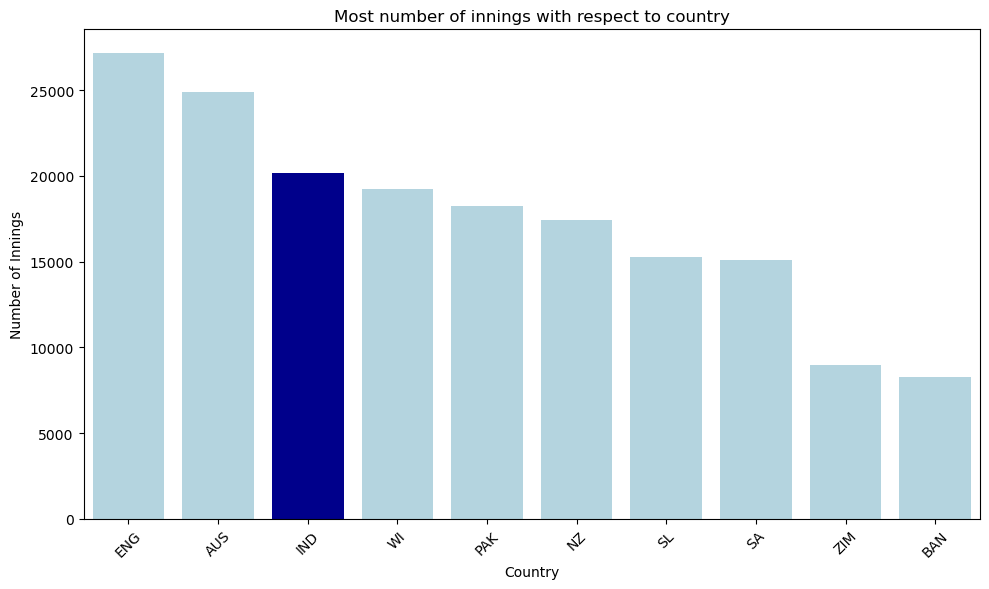 Most number of innings with respect to country
Number of Innings
25000
20000
15000
10000
5000
0
ENG AUS IND WI PAK NZ SL SA ZIM BAN
Country